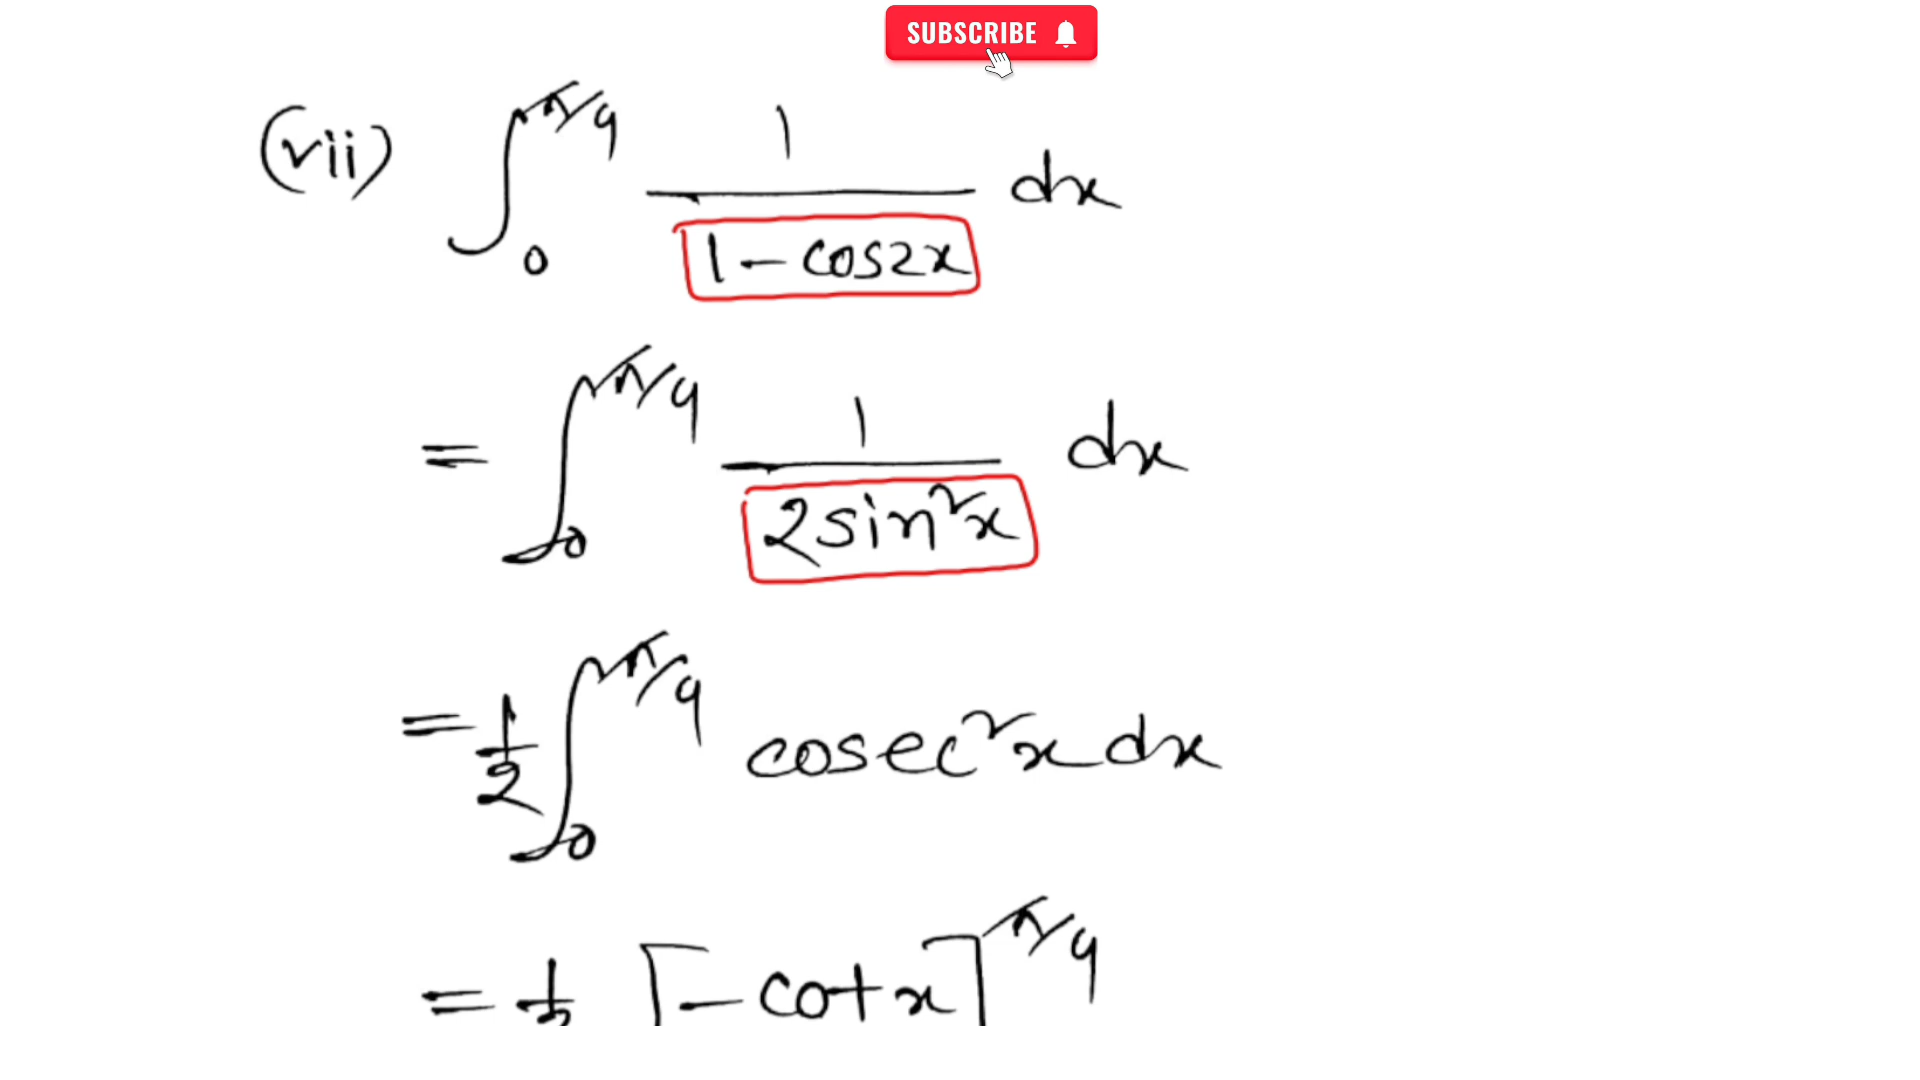 SUBSCRIBE
(vii) ∫₀^π/4 1/(1 - cos2x) dx
= ∫₀^π/4 1/(2sin²x) dx
= 1/2 ∫₀^π/4 cosec²x dx
= 1/2 [-cotx]^π/4